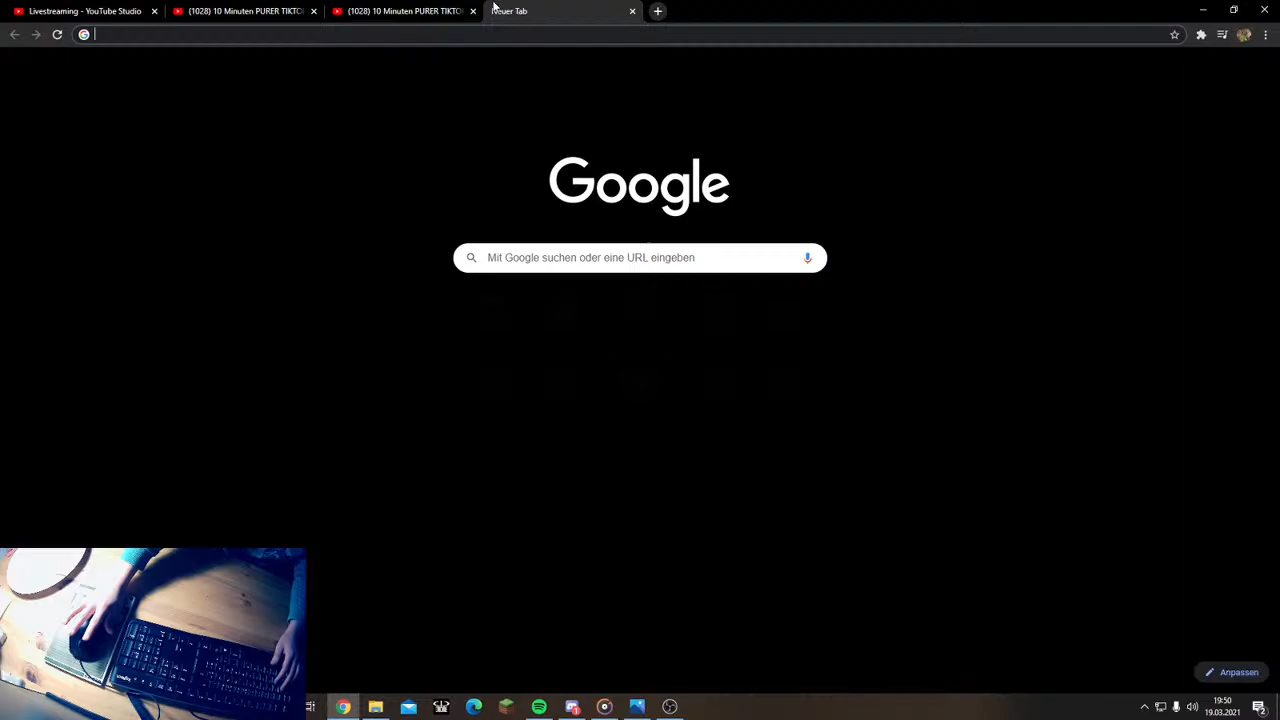 Livestreaming - YouTube Studio
(1028) 10 Minuten PURER TIKTO
(1028) 10 Minuten PURER TIKTO
Neuer Tab
Google
Mit Google suchen oder eine URL eingeben
Anpassen
19:50
19.03.2021